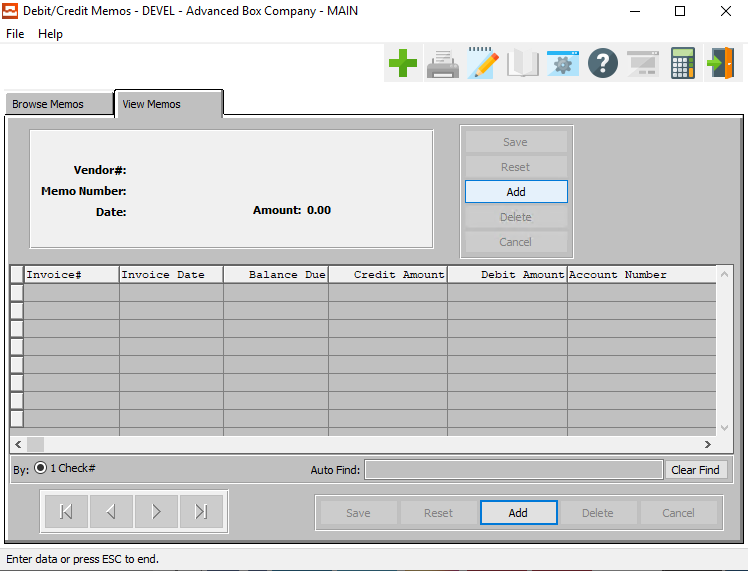 Debit/Credit Memos - DEVEL - Advanced Box Company - MAIN
File Help
Browse Memos View Memos
Vendor#:
Memo Number:
Date: Amount: 0.00
Save
Reset
Add
Delete
Cancel
Invoice# Invoice Date Balance Due Credit Amount Debit Amount Account Number
By: 1 Check# Auto Find: Clear Find
Save Reset Add Delete Cancel
Enter data or press ESC to end.